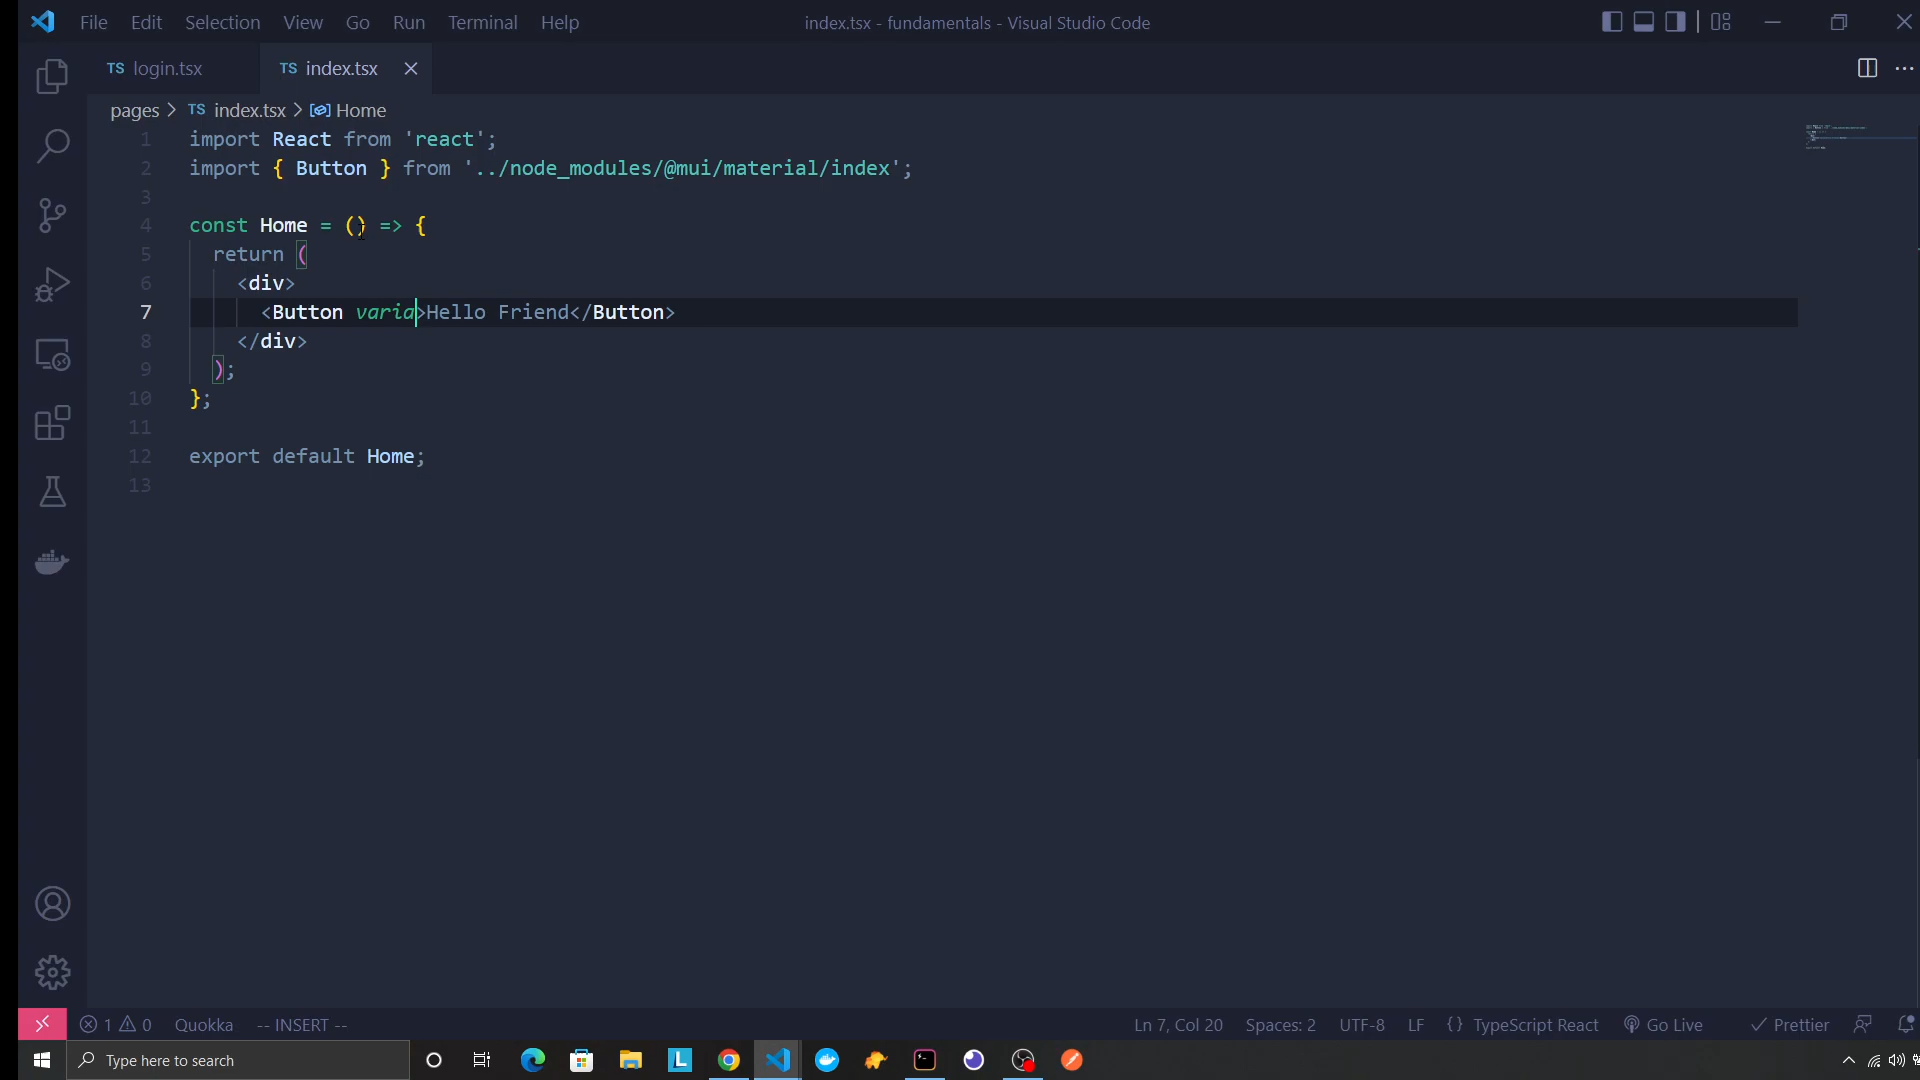 File Edit Selection View Go Run Terminal Help
index.tsx - fundamentals - Visual Studio Code
TS login.tsx TS index.tsx
pages > TS index.tsx > Home
1 import React from 'react';
2 import { Button } from '../node_modules/@mui/material/index';
3
4 const Home = () => {
5 return (
6 <div>
7 <Button varia>Hello Friend</Button>
8 </div>
9 );
10 };
11
12 export default Home;
13
1 0 Quokka -- INSERT -- Ln 7, Col 20 Spaces: 2 UTF-8 LF {} TypeScript React Go Live Prettier
Type here to search L